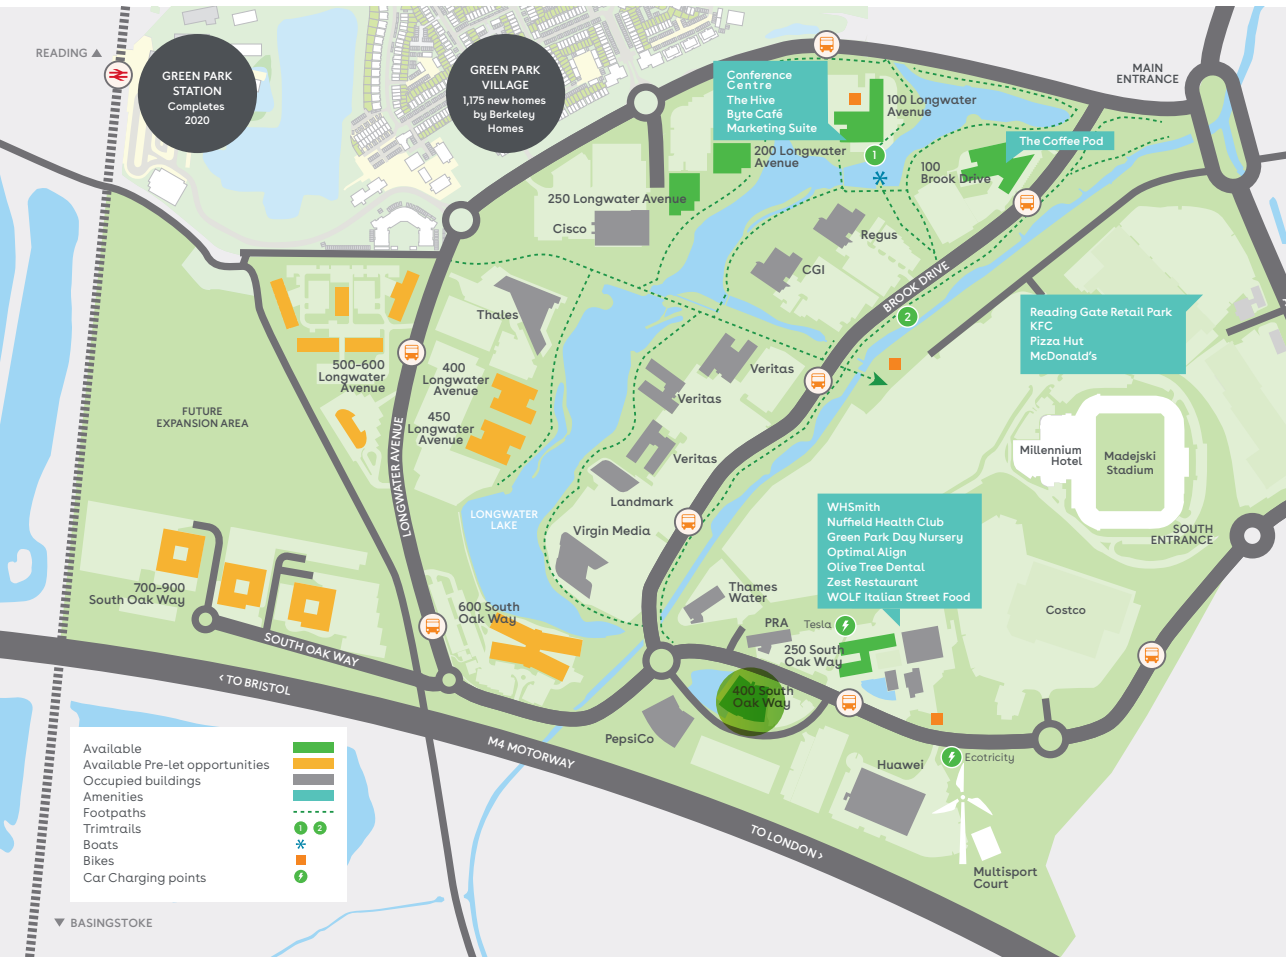 READING
GREEN PARK
STATION
Completes
2020
GREEN PARK
VILLAGE
1,175 new homes
by Berkeley
Homes
MAIN
ENTRANCE
Conference
Centre
The Hive
Byte Café
Marketing Suite
100 Longwater
Avenue
200 Longwater
Avenue
1
The Coffee Pod
100
Brook Drive
250 Longwater Avenue
Cisco
Regus
CGI
BROOK DRIVE
2
Thales
Reading Gate Retail Park
KFC
Pizza Hut
McDonald's
500-600
Longwater
Avenue
400
Longwater
Avenue
450
Longwater
Avenue
Veritas
Veritas
Veritas
FUTURE
EXPANSION AREA
LONGWATER AVENUE
Millennium
Hotel
Madejski
Stadium
Landmark
LONGWATER
LAKE
Virgin Media
SOUTH
ENTRANCE
WHSmith
Nuffield Health Club
Green Park Day Nursery
Optimal Align
Olive Tree Dental
Zest Restaurant
WOLF Italian Street Food
700-900
South Oak Way
600 South
Oak Way
Thames
Water
PRA
Tesla
Costco
250 South
Oak Way
SOUTH OAK WAY
‹ TO BRISTOL
400 South
Oak Way
PepsiCo
M4 MOTORWAY
Huawei
Ecotricity
TO LONDON ›
Multisport
Court
Available
Available Pre-let opportunities
Occupied buildings
Amenities
Footpaths
Trimtrails
1 2
Boats
Bikes
Car Charging points
BASINGSTOKE